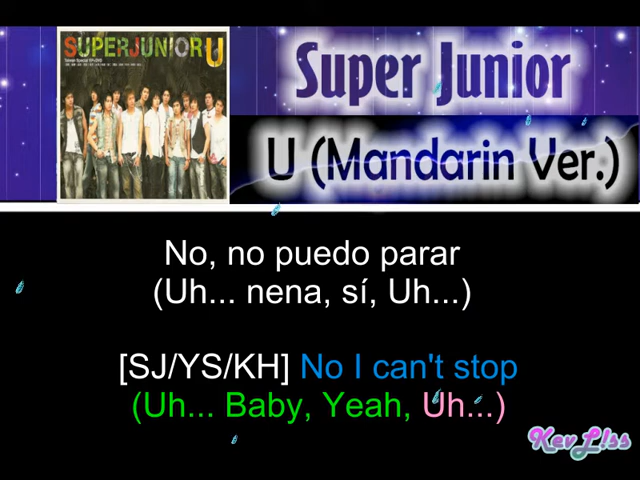 SUPERJUNIOR U
Super Junior
U (Mandarin Ver.)
No, no puedo parar
(Uh... nena, sí, Uh...)
[SJ/YS/KH] No I can't stop
(Uh... Baby, Yeah, Uh...)
KevL!ss